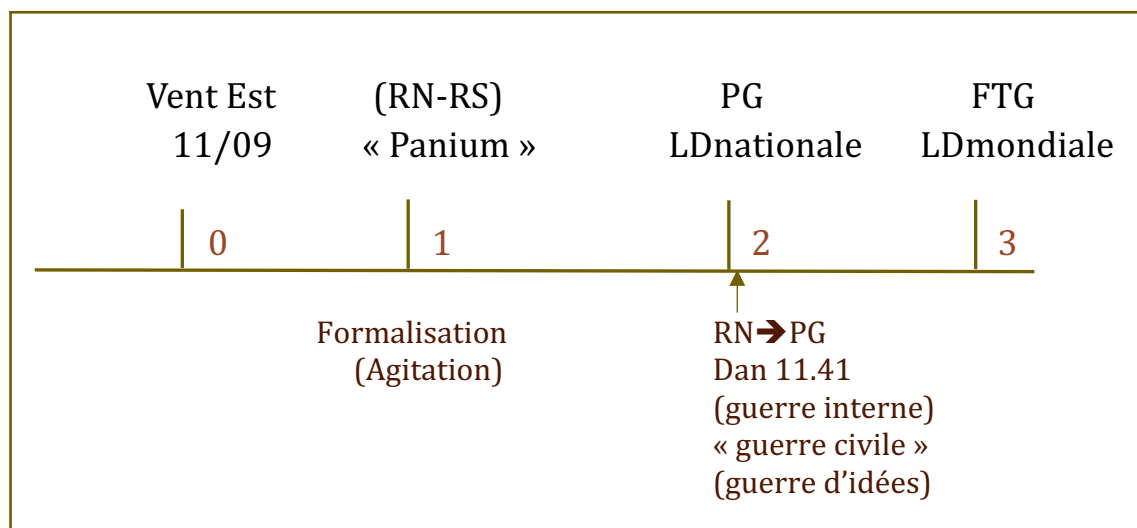 Vent Est
11/09
(RN-RS)
« Panium »
PG
LDnationale
FTG
LDmondiale
0
1
2
3
Formalisation
(Agitation)
RN➔PG
Dan 11.41
(guerre interne)
« guerre civile »
(guerre d’idées)